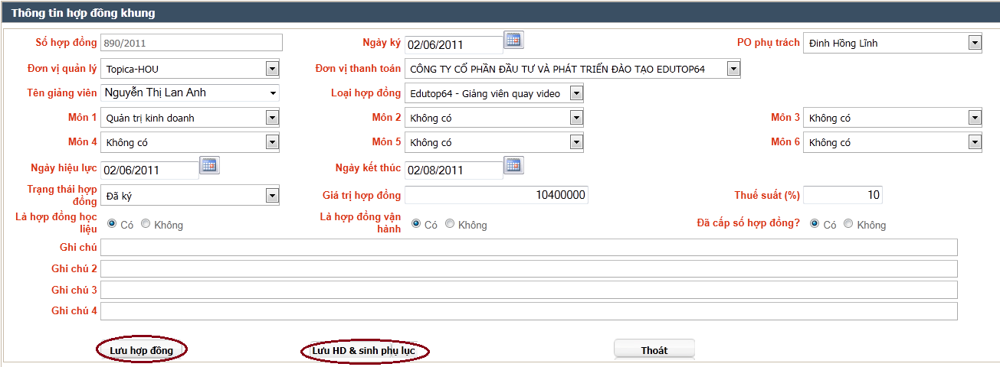 Thông tin hợp đồng khung
Số hợp đồng 890/2011 Ngày ký 02/06/2011 PO phụ trách Đinh Hồng Lĩnh
Đơn vị quản lý Topica-HOU Đơn vị thanh toán CÔNG TY CỔ PHẦN ĐẦU TƯ VÀ PHÁT TRIỂN ĐÀO TẠO EDUTOP64
Tên giảng viên Nguyễn Thị Lan Anh Loại hợp đồng Edutop64 - Giảng viên quay video
Môn 1 Quản trị kinh doanh Môn 2 Không có Môn 3 Không có
Môn 4 Không có Môn 5 Không có Môn 6 Không có
Ngày hiệu lực 02/06/2011 Ngày kết thúc 02/08/2011
Trạng thái hợp đồng Đã ký Giá trị hợp đồng 10400000 Thuế suất (%) 10
Là hợp đồng học liệu Có Không Là hợp đồng vận hành Có Không Đã cấp số hợp đồng? Có Không
Ghi chú
Ghi chú 2
Ghi chú 3
Ghi chú 4
Lưu hợp đồng Lưu HD & sinh phụ lục Thoát